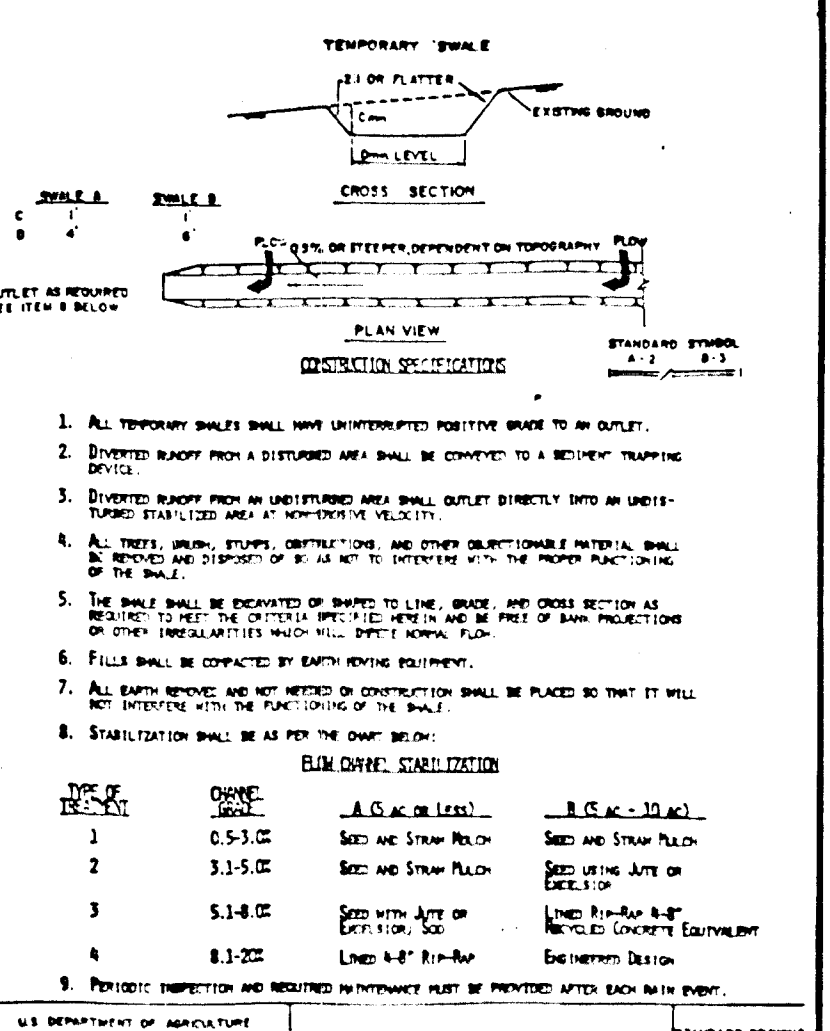 TEMPORARY SWALE
2:1 OR FLATTER
C min
EXISTING GROUND
D min LEVEL
CROSS SECTION
SWALE A SWALE B
C 1' 1'
D 4' 6'
FLOW 0.5% OR STEEPER, DEPENDENT ON TOPOGRAPHY FLOW
OUTLET AS REQUIRED
SEE ITEM 8 BELOW
PLAN VIEW
STANDARD SYMBOL
A-2 B-3
CONSTRUCTION SPECIFICATIONS
1. ALL TEMPORARY SWALES SHALL HAVE UNINTERRUPTED POSITIVE GRADE TO AN OUTLET.
2. DIVERTED RUNOFF FROM A DISTURBED AREA SHALL BE CONVEYED TO A SEDIMENT TRAPPING
DEVICE.
3. DIVERTED RUNOFF FROM AN UNDISTURBED AREA SHALL OUTLET DIRECTLY INTO AN UNDIS-
TURBED STABILIZED AREA AT NON-EROSIVE VELOCITY.
4. ALL TREES, BRUSH, STUMPS, OBSTRUCTIONS, AND OTHER OBJECTIONABLE MATERIAL SHALL
BE REMOVED AND DISPOSED OF SO AS NOT TO INTERFERE WITH THE PROPER FUNCTIONING
OF THE SWALE.
5. THE SWALE SHALL BE EXCAVATED OR SHAPED TO LINE, GRADE, AND CROSS SECTION AS
REQUIRED TO MEET THE CRITERIA SPECIFIED HEREIN AND BE FREE OF BANK PROJECTIONS
OR OTHER IRREGULARITIES WHICH WILL IMPEDE NORMAL FLOW.
6. FILLS SHALL BE COMPACTED BY EARTH MOVING EQUIPMENT.
7. ALL EARTH REMOVED AND NOT NEEDED ON CONSTRUCTION SHALL BE PLACED SO THAT IT WILL
NOT INTERFERE WITH THE FUNCTIONING OF THE SWALE.
8. STABILIZATION SHALL BE AS PER THE CHART BELOW:
FLOW CHANNEL STABILIZATION
TYPE OF TREATMENT CHANNEL GRADE A (5 AC OR LESS) B (5 AC - 10 AC)
1 0.5-3.0% SEED AND STRAW MULCH SEED AND STRAW MULCH
2 3.1-5.0% SEED AND STRAW MULCH SEED USING JUTE OR
EXCELSIOR
3 5.1-8.0% SEED WITH JUTE OR LINED RIP-RAP 4-8"
EXCELSIOR; SOD RECYCLED CONCRETE EQUIVALENT
4 8.1-20% LINED 4-8" RIP-RAP ENGINEERED DESIGN
9. PERIODIC INSPECTION AND REQUIRED MAINTENANCE MUST BE PROVIDED AFTER EACH RAIN EVENT.
U.S. DEPARTMENT OF AGRICULTURE
STANDARD DRAWING